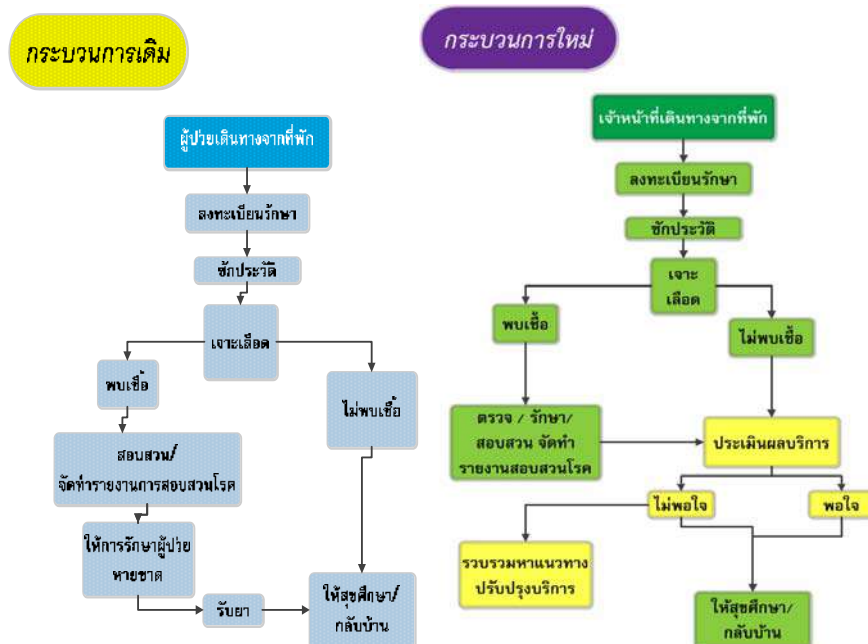 กระบวนการเดิม
ผู้ป่วยเดินทางจากที่พัก
ลงทะเบียนรักษา
ซักประวัติ
เจาะเลือด
พบเชื้อ
ไม่พบเชื้อ
สอบสวน/
จัดทำรายงานการสอบสวนโรค
ให้การรักษาผู้ป่วย
หายขาด
รับยา
ให้สุขศึกษา/
กลับบ้าน
กระบวนการใหม่
เจ้าหน้าที่เดินทางจากที่พัก
ลงทะเบียนรักษา
ซักประวัติ
เจาะ
เลือด
พบเชื้อ
ไม่พบเชื้อ
ตรวจ / รักษา/
สอบสวน จัดทำ
รายงานสอบสวนโรค
ประเมินผลบริการ
ไม่พอใจ
พอใจ
รวบรวมหาแนวทาง
ปรับปรุงบริการ
ให้สุขศึกษา/
กลับบ้าน